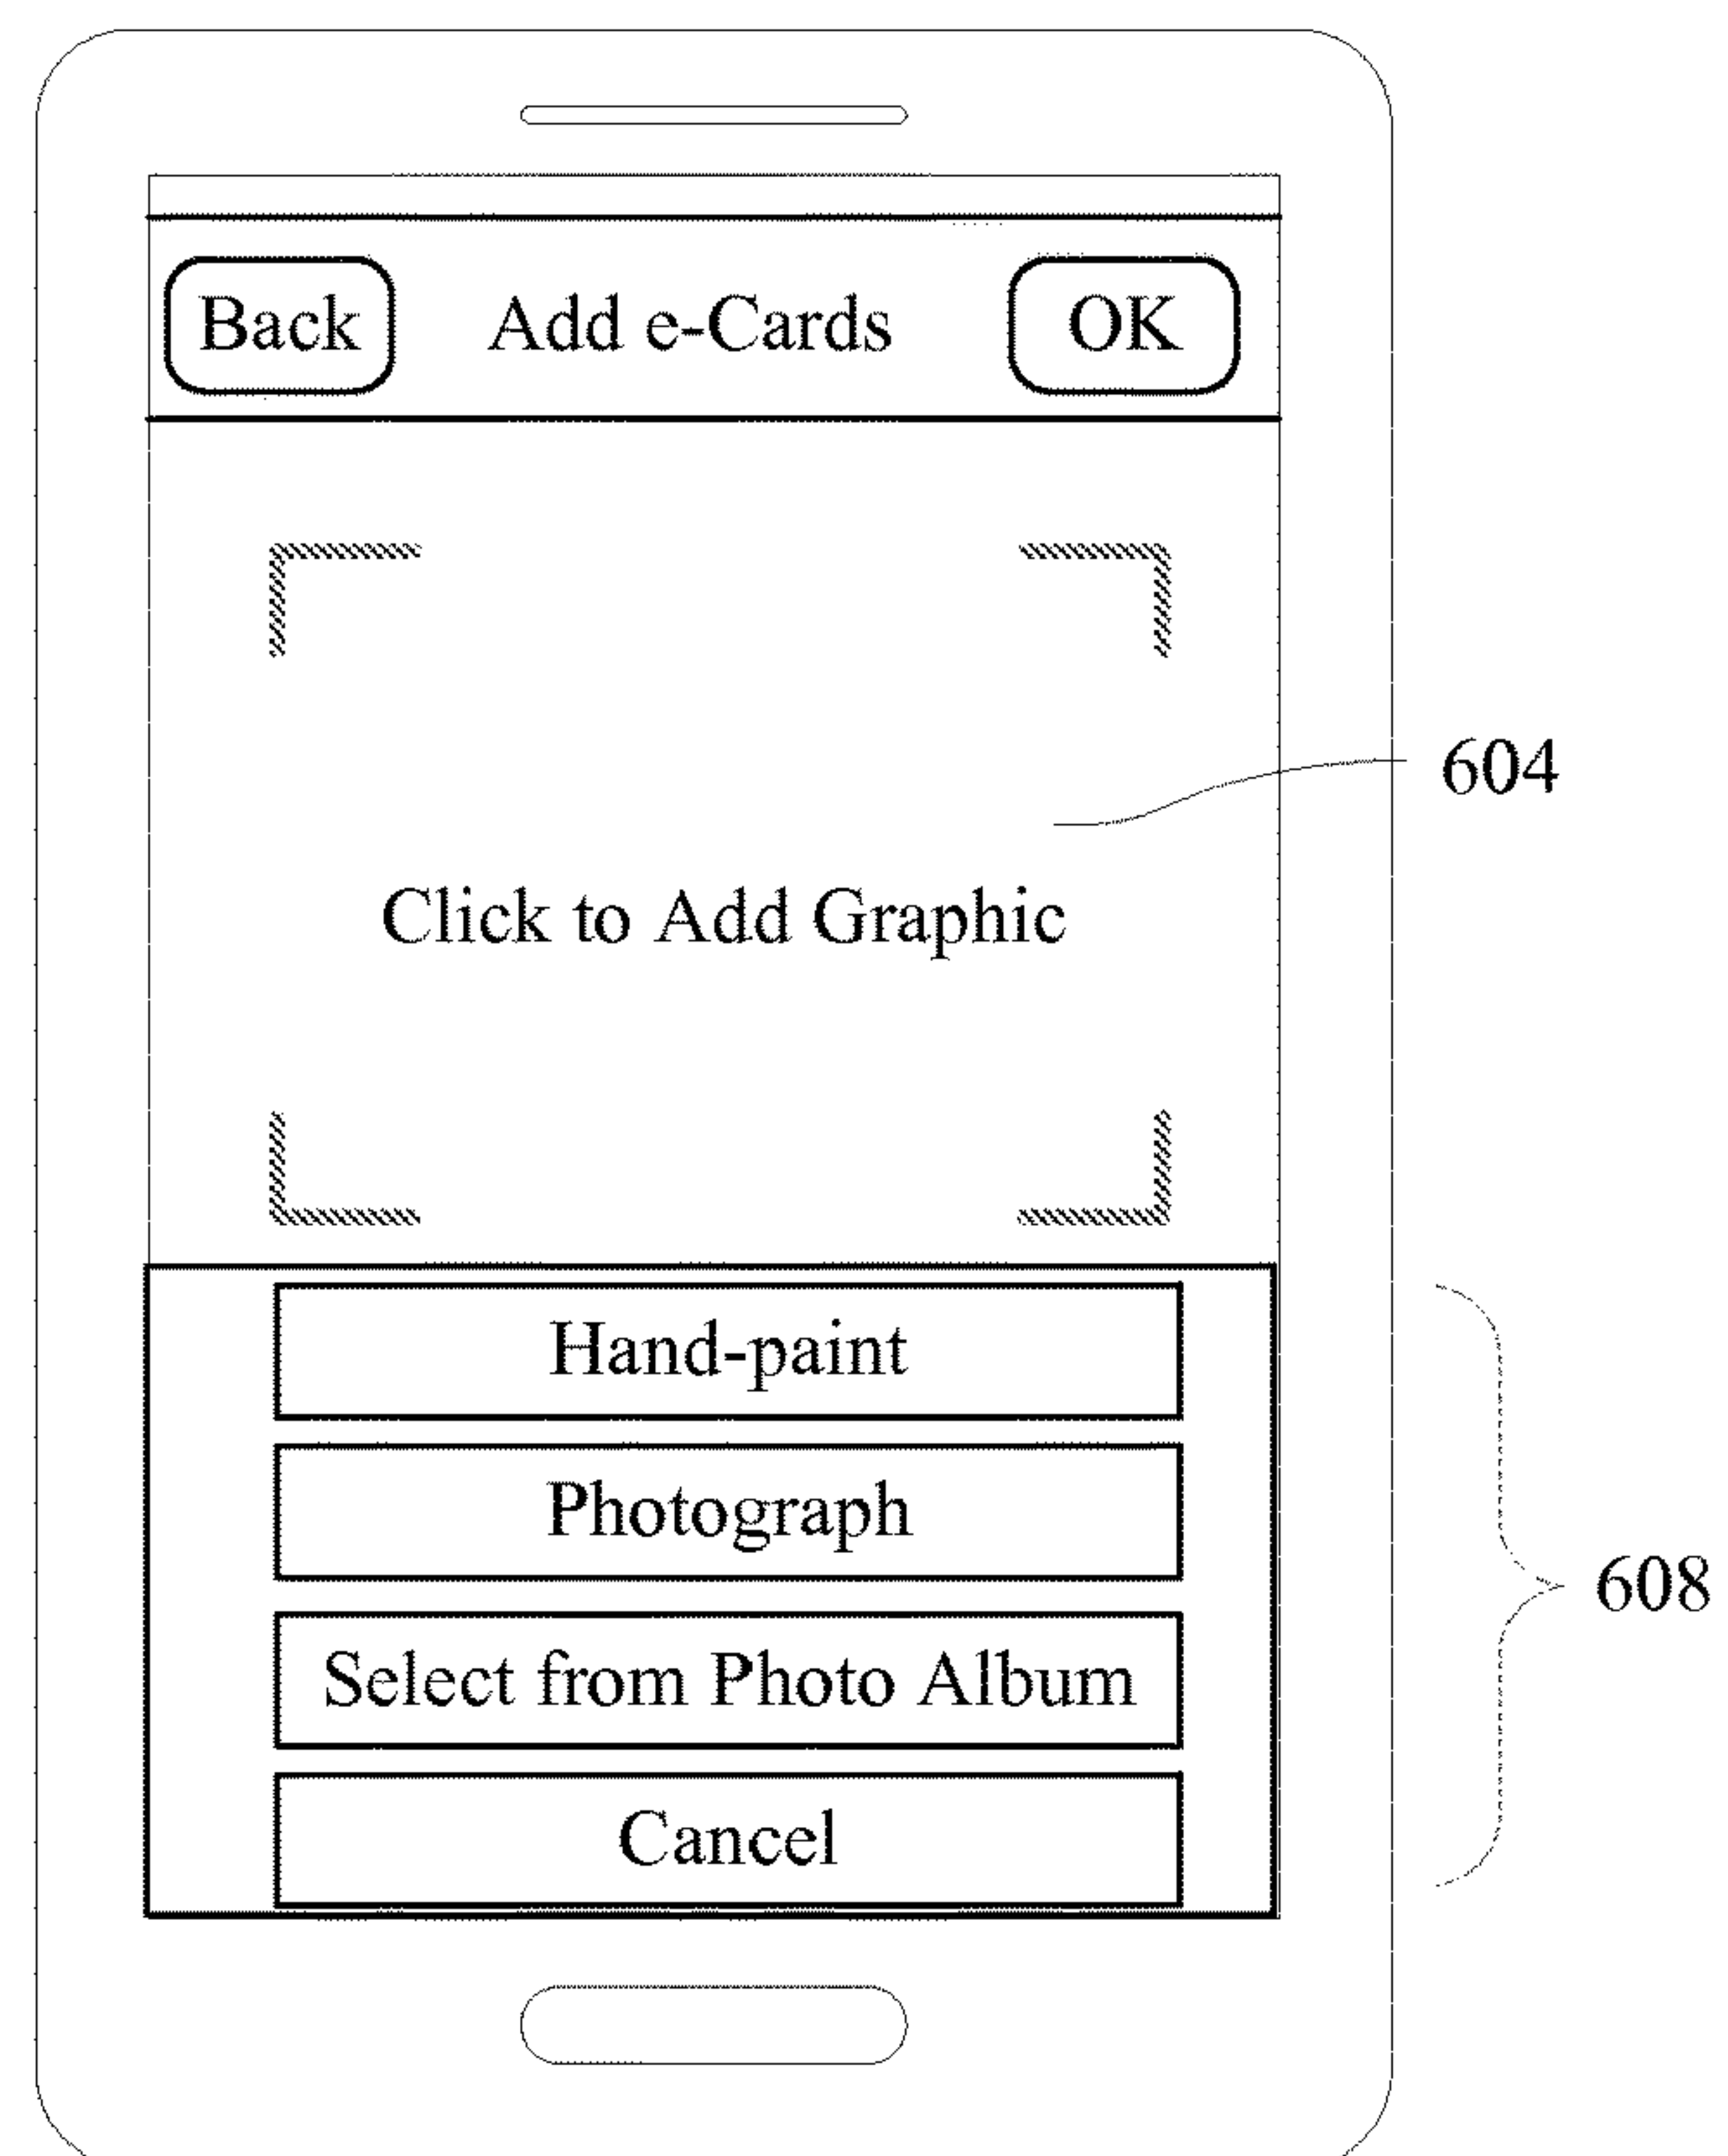 Back Add e-Cards OK
604
Click to Add Graphic
Hand-paint
Photograph
608
Select from Photo Album
Cancel